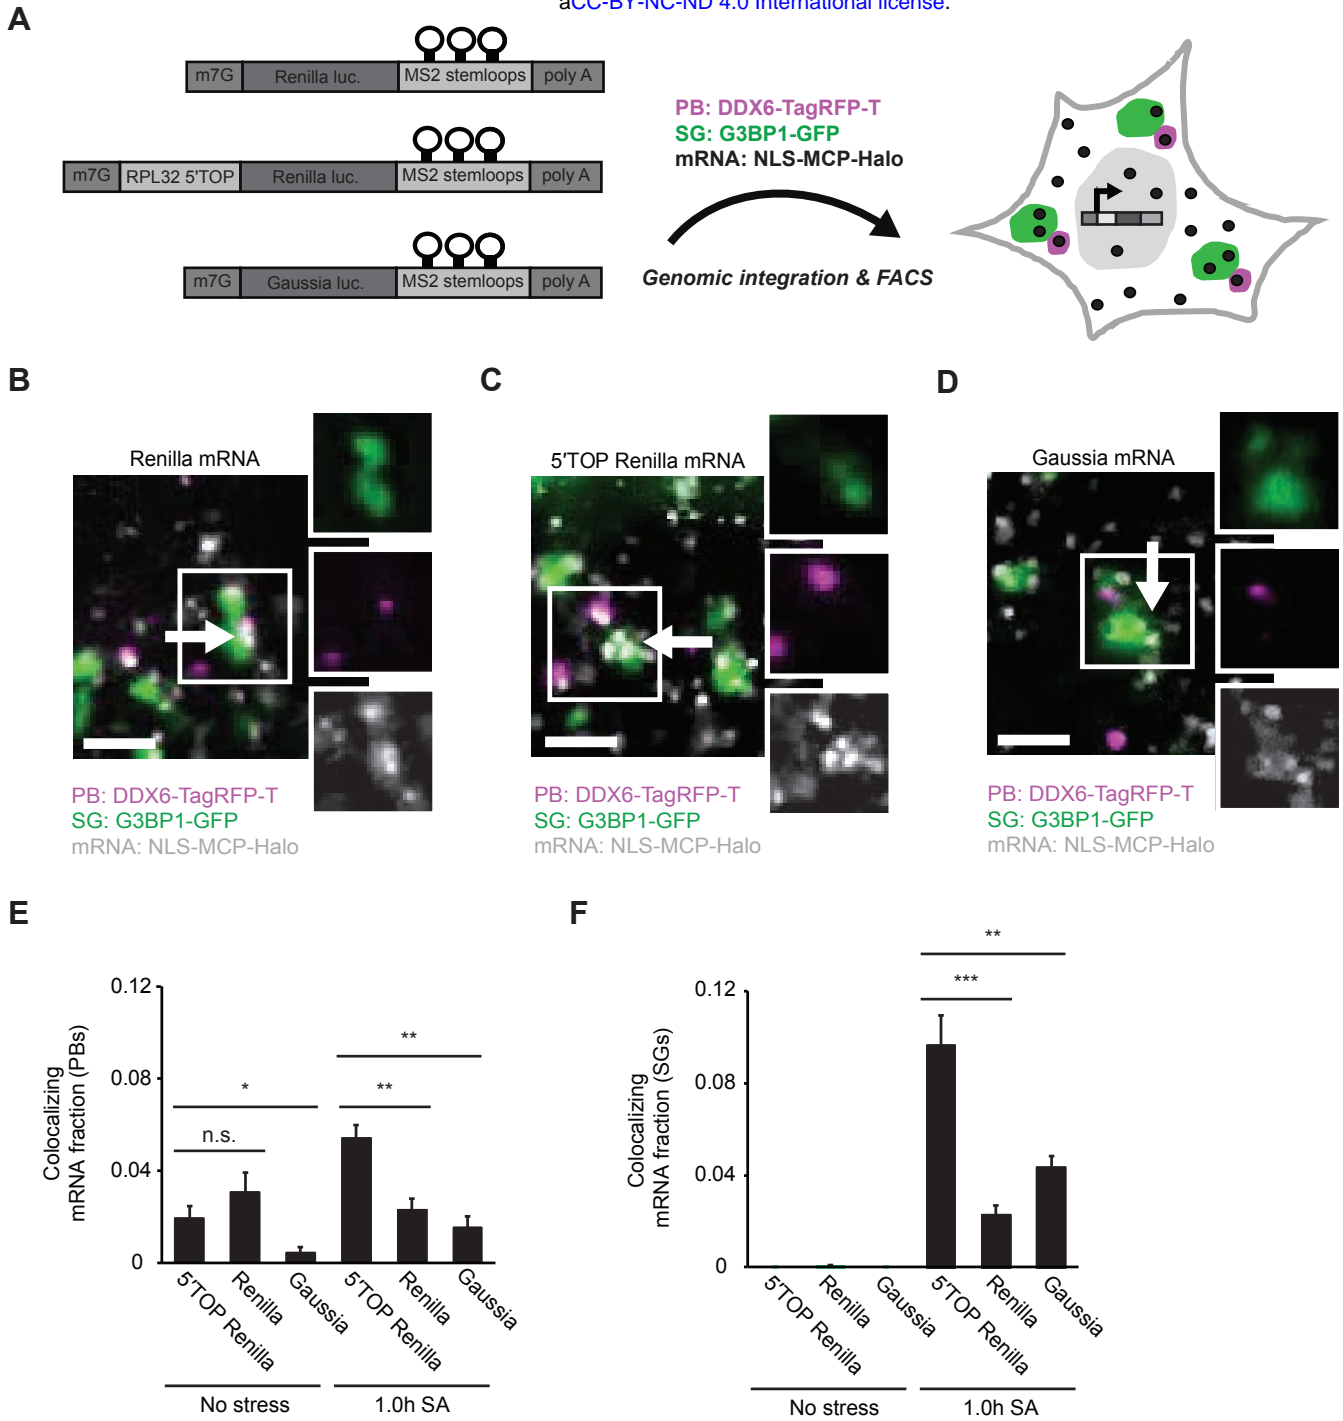 aCC-BY-NC-ND 4.0 International license.
A
m7G Renilla luc. MS2 stemloops poly A
m7G RPL32 5'TOP Renilla luc. MS2 stemloops poly A
m7G Gaussia luc. MS2 stemloops poly A
PB: DDX6-TagRFP-T
SG: G3BP1-GFP
mRNA: NLS-MCP-Halo
Genomic integration & FACS
B
Renilla mRNA
PB: DDX6-TagRFP-T
SG: G3BP1-GFP
mRNA: NLS-MCP-Halo
C
5'TOP Renilla mRNA
PB: DDX6-TagRFP-T
SG: G3BP1-GFP
mRNA: NLS-MCP-Halo
D
Gaussia mRNA
PB: DDX6-TagRFP-T
SG: G3BP1-GFP
mRNA: NLS-MCP-Halo
E
Colocalizing
mRNA fraction (PBs)
0.12
0.08
0.04
0
n.s.
*
**
**
5'TOP Renilla
Renilla
Gaussia
5'TOP Renilla
Renilla
Gaussia
No stress
1.0h SA
F
Colocalizing
mRNA fraction (SGs)
0.12
0.08
0.04
0
**
***
5'TOP Renilla
Renilla
Gaussia
5'TOP Renilla
Renilla
Gaussia
No stress
1.0h SA